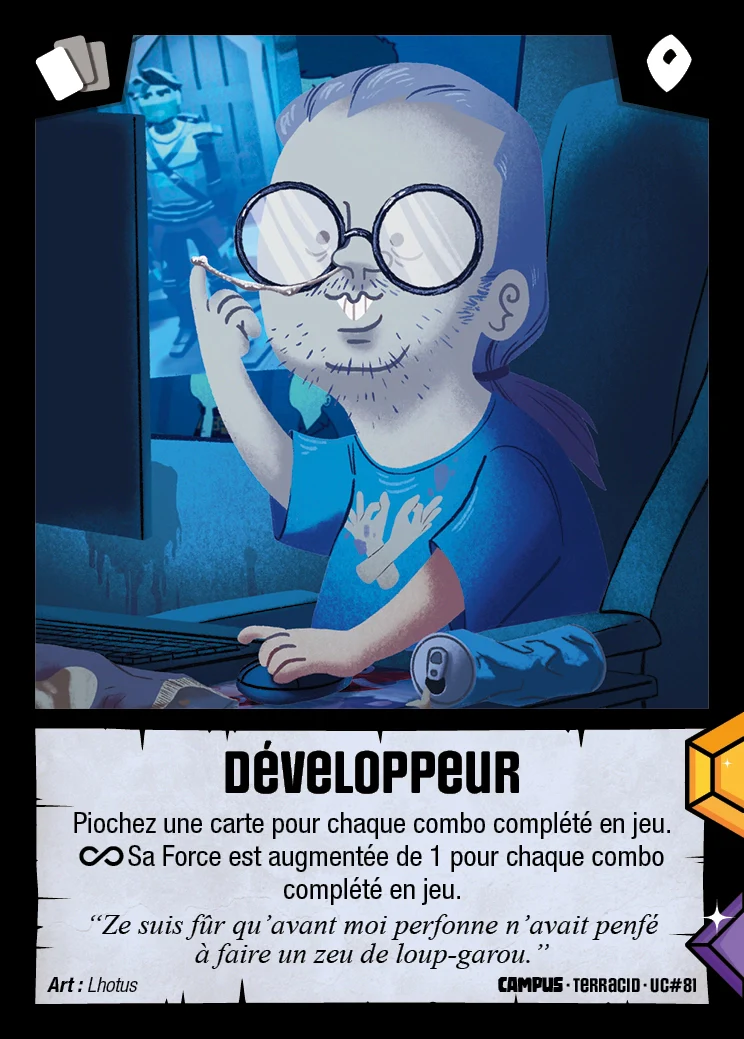 Développeur
Piochez une carte pour chaque combo complété en jeu.
∞ Sa Force est augmentée de 1 pour chaque combo
complété en jeu.
“Ze suis fûr qu’avant moi perfonne n’avait penfé
à faire un zeu de loup-garou.”
Art : Lhotus
CAMPUS · TERRACID · UC#81